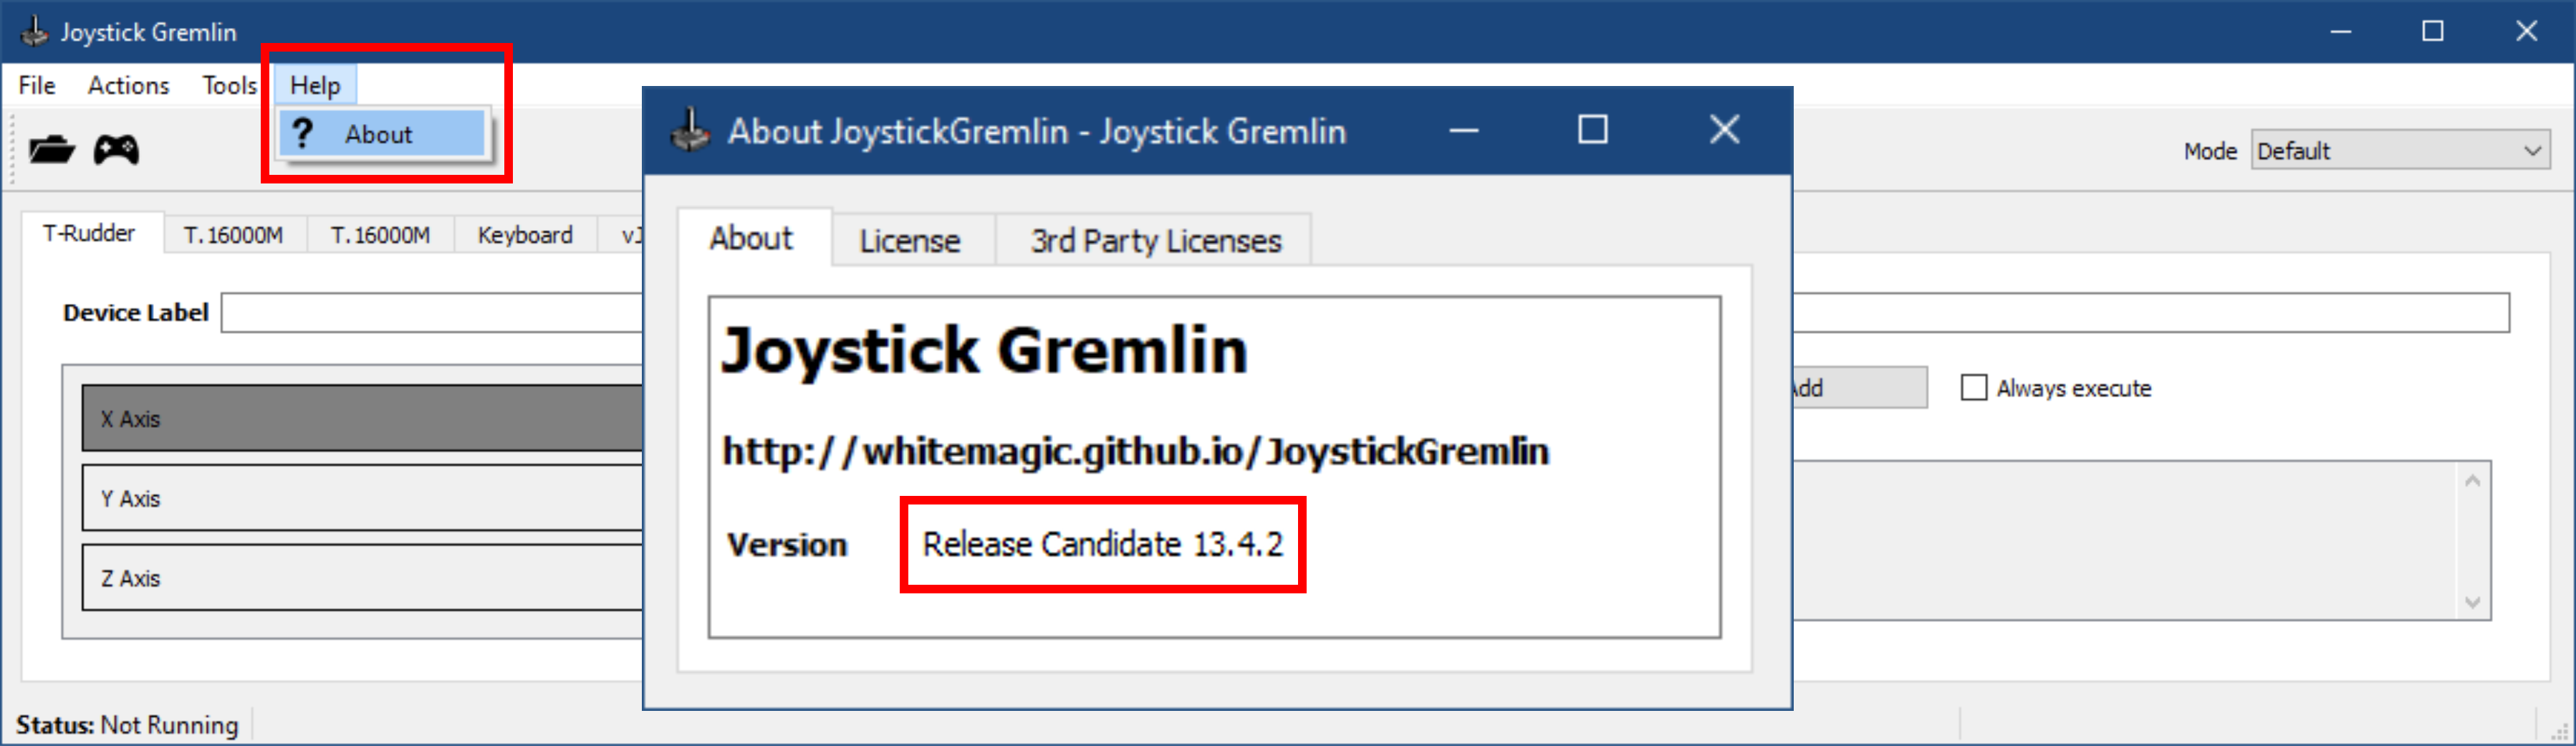 Joystick Gremlin
File Actions Tools Help
? About
Mode Default
T-Rudder T.16000M T.16000M Keyboard
Device Label
X Axis
Y Axis
Z Axis
Always execute
Status: Not Running
About JoystickGremlin - Joystick Gremlin
About License 3rd Party Licenses
Joystick Gremlin
http://whitemagic.github.io/JoystickGremlin
Version Release Candidate 13.4.2